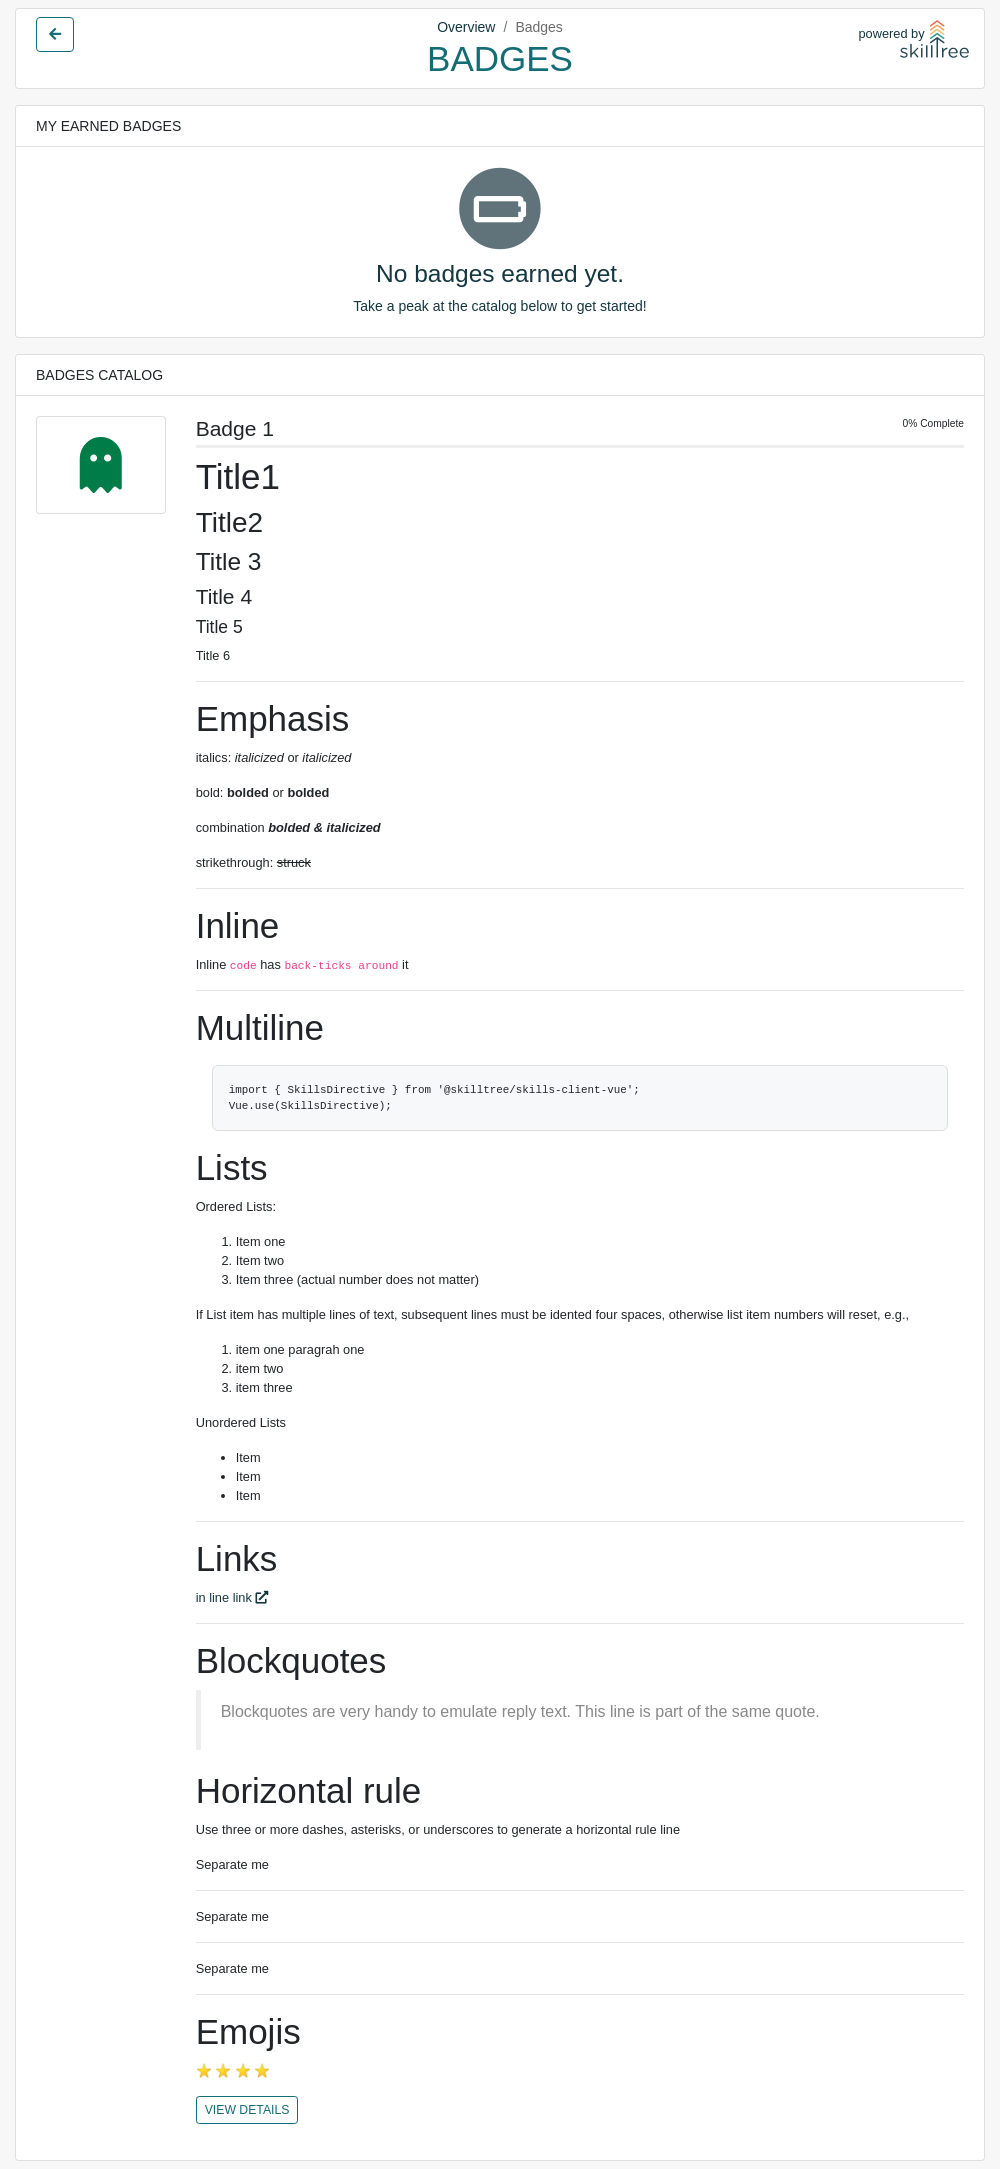 Overview / Badges
BADGES
powered by
skilltree
MY EARNED BADGES
No badges earned yet.
Take a peak at the catalog below to get started!
BADGES CATALOG
Badge 1
0% Complete
Title1
Title2
Title 3
Title 4
Title 5
Title 6
Emphasis
italics: italicized or italicized
bold: bolded or bolded
combination bolded & italicized
strikethrough: struck
Inline
Inline code has back-ticks around it
Multiline
import { SkillsDirective } from '@skilltree/skills-client-vue';
Vue.use(SkillsDirective);
Lists
Ordered Lists:
1. Item one
2. Item two
3. Item three (actual number does not matter)
If List item has multiple lines of text, subsequent lines must be idented four spaces, otherwise list item numbers will reset, e.g.,
1. item one paragrah one
2. item two
3. item three
Unordered Lists
• Item
• Item
• Item
Links
in line link
Blockquotes
Blockquotes are very handy to emulate reply text. This line is part of the same quote.
Horizontal rule
Use three or more dashes, asterisks, or underscores to generate a horizontal rule line
Separate me
Separate me
Separate me
Emojis
⭐ ⭐ ⭐ ⭐
VIEW DETAILS